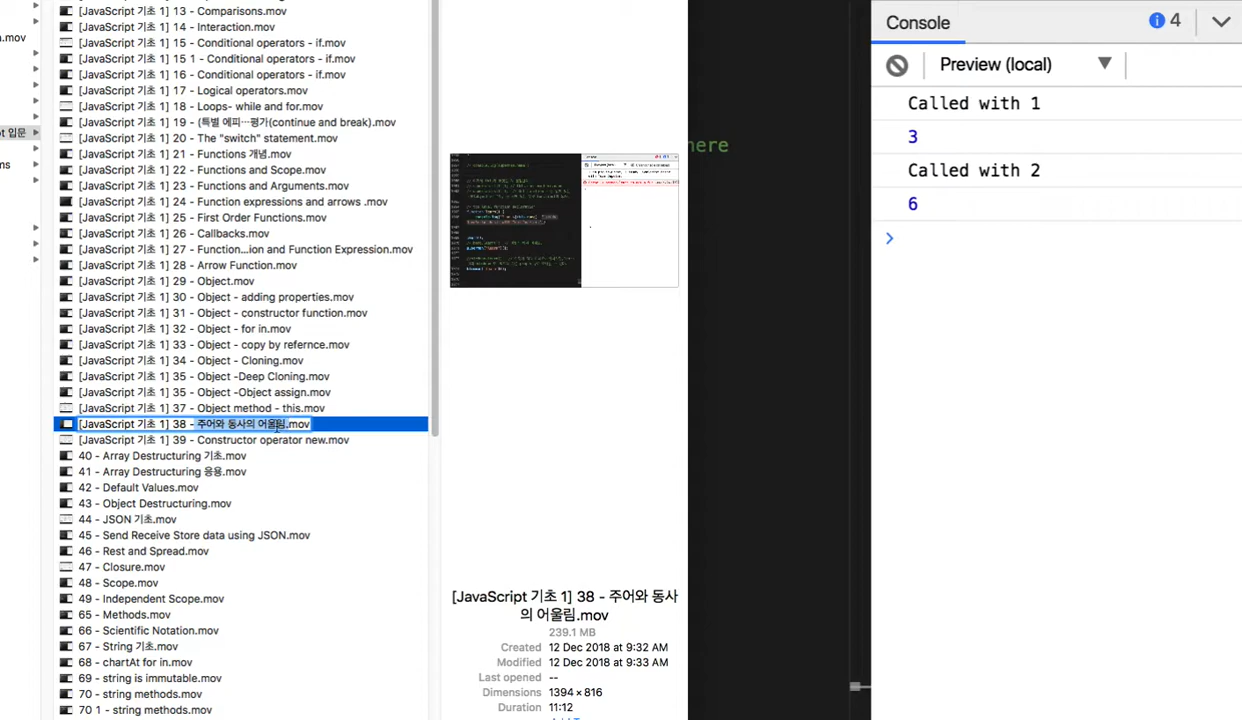 [JavaScript 기초 1] 13 - Comparisons.mov
[JavaScript 기초 1] 14 - Interaction.mov
[JavaScript 기초 1] 15 - Conditional operators - if.mov
[JavaScript 기초 1] 15 1 - Conditional operators - if.mov
[JavaScript 기초 1] 16 - Conditional operators - if.mov
[JavaScript 기초 1] 17 - Logical operators.mov
[JavaScript 기초 1] 18 - Loops- while and for.mov
[JavaScript 기초 1] 19 - (특별 에피…평가(continue and break).mov
[JavaScript 기초 1] 20 - The "switch" statement.mov
[JavaScript 기초 1] 21 - Functions 개념.mov
[JavaScript 기초 1] 22 - Functions and Scope.mov
[JavaScript 기초 1] 23 - Functions and Arguments.mov
[JavaScript 기초 1] 24 - Function expressions and arrows .mov
[JavaScript 기초 1] 25 - First Order Functions.mov
[JavaScript 기초 1] 26 - Callbacks.mov
[JavaScript 기초 1] 27 - Function...ion and Function Expression.mov
[JavaScript 기초 1] 28 - Arrow Function.mov
[JavaScript 기초 1] 29 - Object.mov
[JavaScript 기초 1] 30 - Object - adding properties.mov
[JavaScript 기초 1] 31 - Object - constructor function.mov
[JavaScript 기초 1] 32 - Object - for in.mov
[JavaScript 기초 1] 33 - Object - copy by refernce.mov
[JavaScript 기초 1] 34 - Object - Cloning.mov
[JavaScript 기초 1] 35 - Object -Deep Cloning.mov
[JavaScript 기초 1] 35 - Object -Object assign.mov
[JavaScript 기초 1] 37 - Object method - this.mov
[JavaScript 기초 1] 38 - 주어와 동사의 어울림.mov
[JavaScript 기초 1] 39 - Constructor operator new.mov
40 - Array Destructuring 기초.mov
41 - Array Destructuring 응용.mov
42 - Default Values.mov
43 - Object Destructuring.mov
44 - JSON 기초.mov
45 - Send Receive Store data using JSON.mov
46 - Rest and Spread.mov
47 - Closure.mov
48 - Scope.mov
49 - Independent Scope.mov
65 - Methods.mov
66 - Scientific Notation.mov
67 - String 기초.mov
68 - chartAt for in.mov
69 - string is immutable.mov
70 - string methods.mov
70 1 - string methods.mov
.mov
입문
ms
[JavaScript 기초 1] 38 - 주어와 동사
의 어울림.mov
239.1 MB
Created 12 Dec 2018 at 9:32 AM
Modified 12 Dec 2018 at 9:33 AM
Last opened --
Dimensions 1394 × 816
Duration 11:12
here
Console
4
Preview (local)
Called with 1
3
Called with 2
6